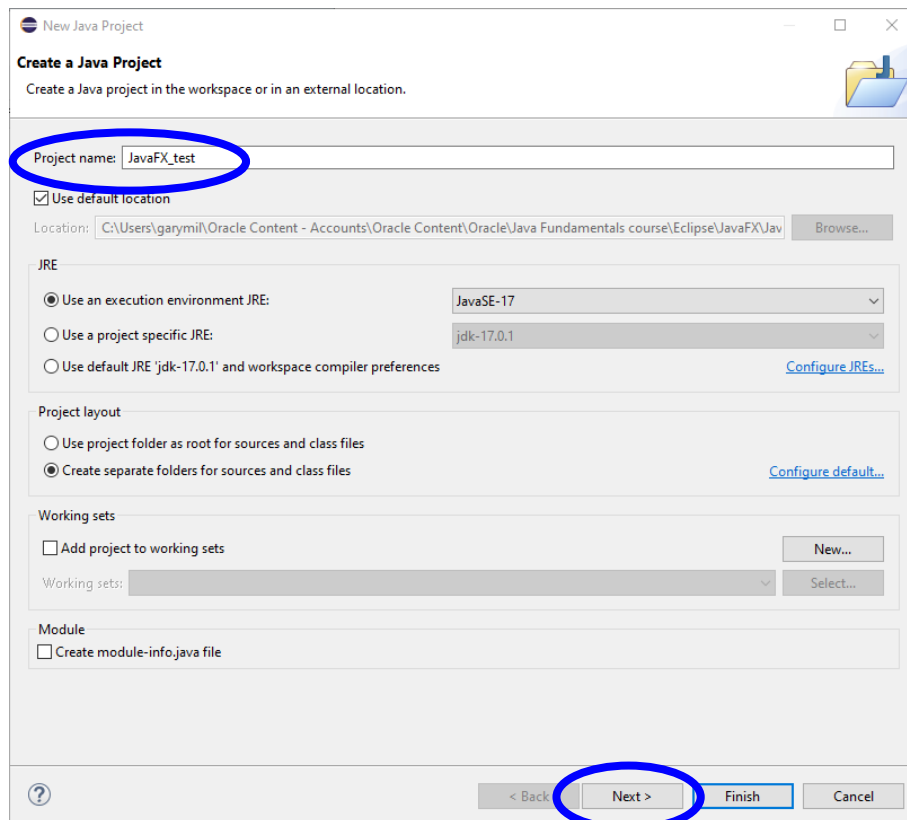 New Java Project
Create a Java Project
Create a Java project in the workspace or in an external location.
Project name: JavaFX_test
Use default location
Location: C:\Users\garymil\Oracle Content - Accounts\Oracle Content\Oracle\Java Fundamentals course\Eclipse\JavaFX\Jav Browse...
JRE
Use an execution environment JRE: JavaSE-17
Use a project specific JRE: jdk-17.0.1
Use default JRE 'jdk-17.0.1' and workspace compiler preferences Configure JREs...
Project layout
Use project folder as root for sources and class files
Create separate folders for sources and class files Configure default...
Working sets
Add project to working sets New...
Working sets: Select...
Module
Create module-info.java file
? < Back Next > Finish Cancel